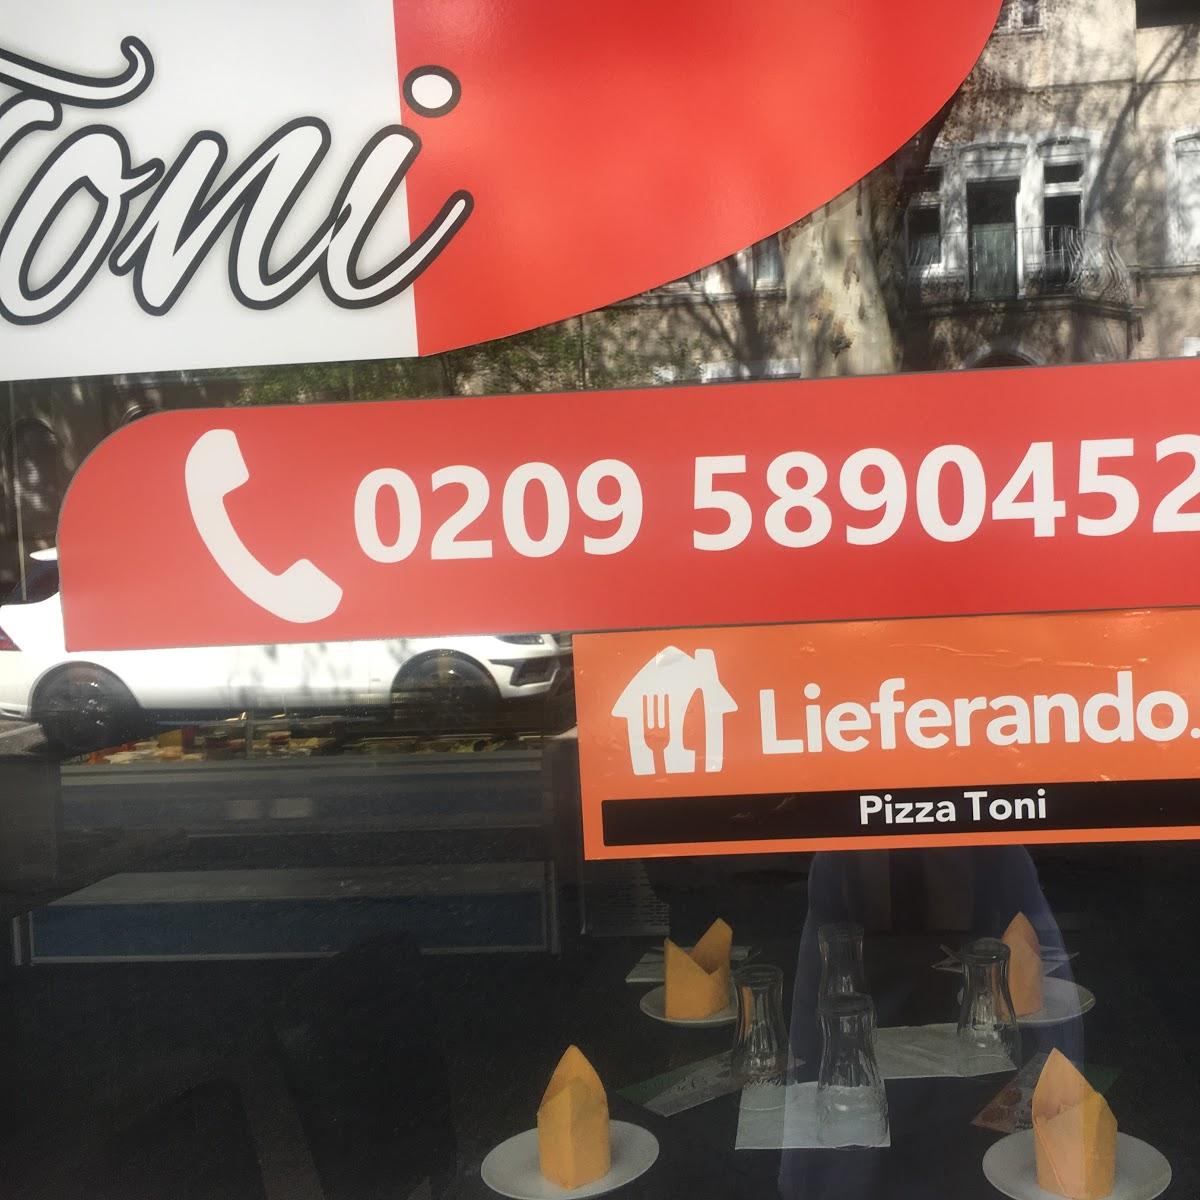 Toni
0209 5890452
Lieferando.
Pizza Toni